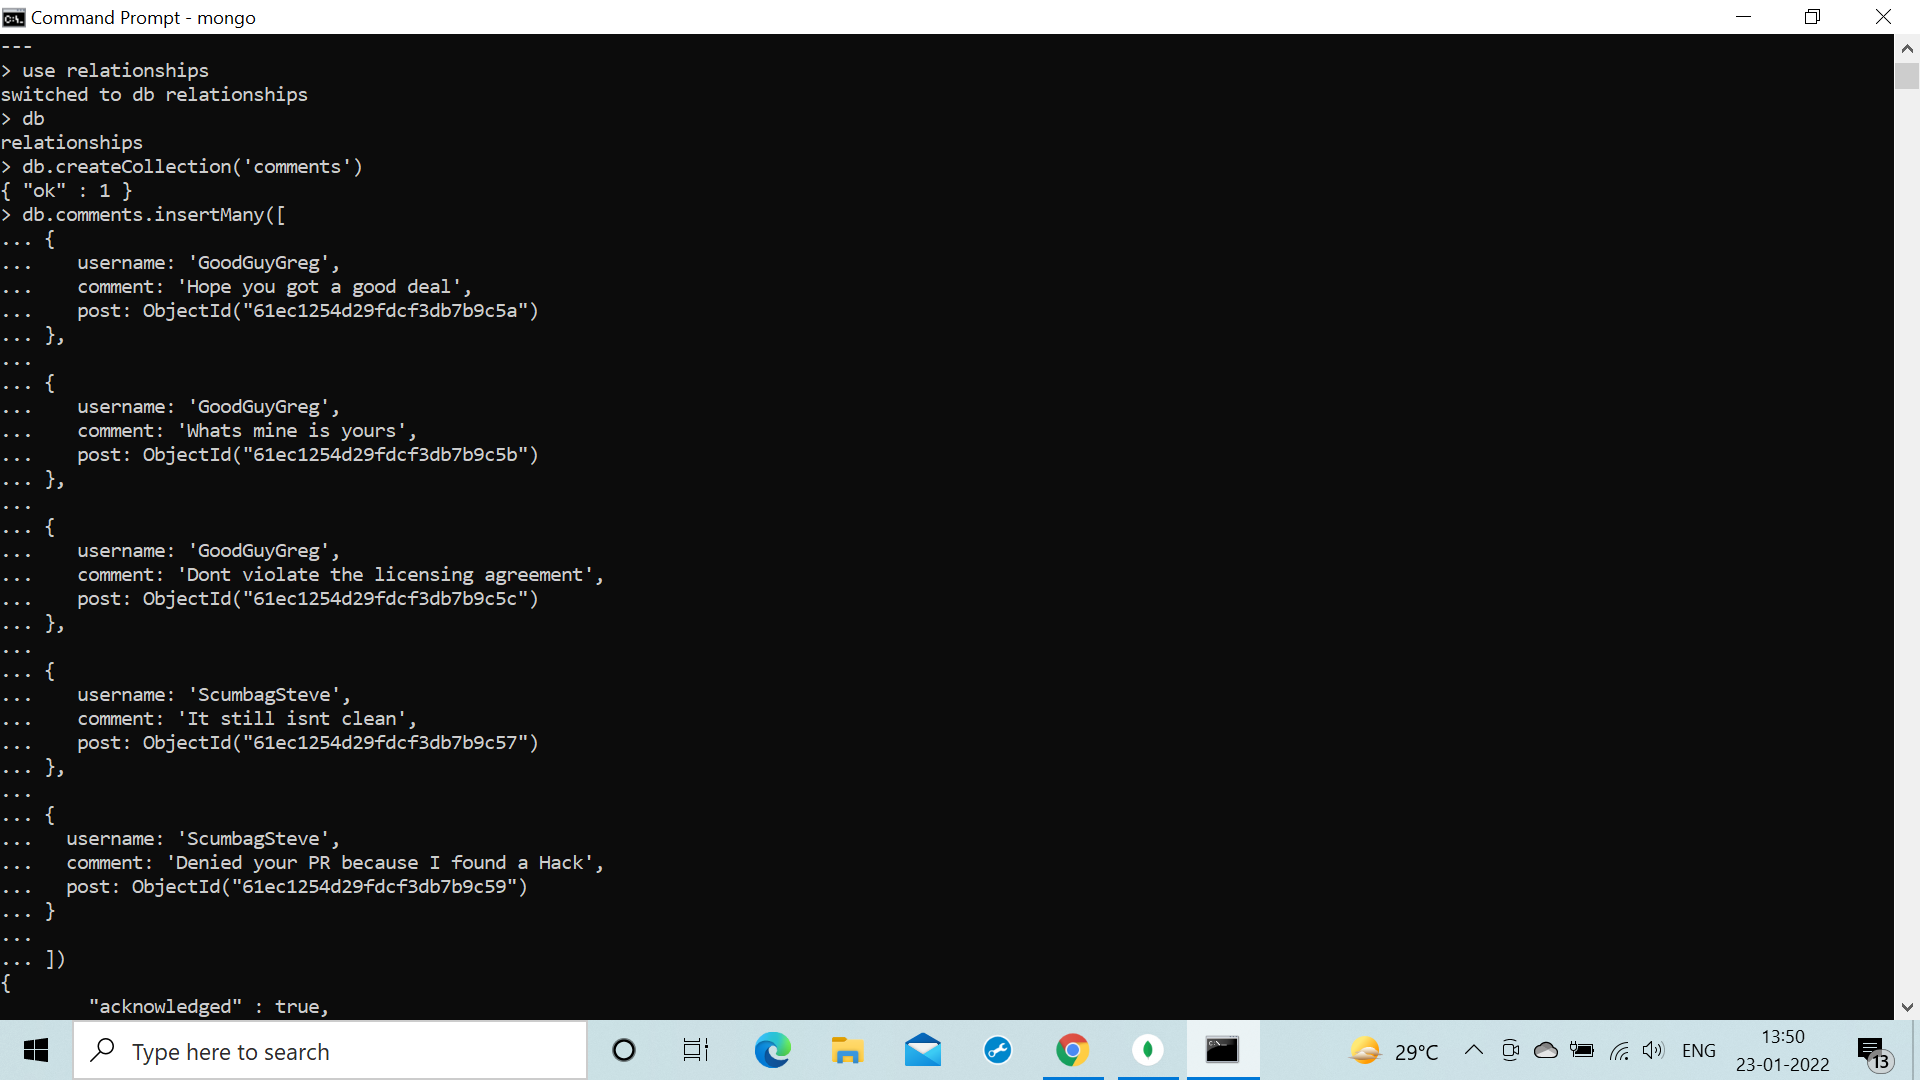 Command Prompt - mongo
---
> use relationships
switched to db relationships
> db
relationships
> db.createCollection('comments')
{ "ok" : 1 }
> db.comments.insertMany([
... {
...    username: 'GoodGuyGreg',
...    comment: 'Hope you got a good deal',
...    post: ObjectId("61ec1254d29fdcf3db7b9c5a")
... },
...
... {
...    username: 'GoodGuyGreg',
...    comment: 'Whats mine is yours',
...    post: ObjectId("61ec1254d29fdcf3db7b9c5b")
... },
...
... {
...    username: 'GoodGuyGreg',
...    comment: 'Dont violate the licensing agreement',
...    post: ObjectId("61ec1254d29fdcf3db7b9c5c")
... },
...
... {
...    username: 'ScumbagSteve',
...    comment: 'It still isnt clean',
...    post: ObjectId("61ec1254d29fdcf3db7b9c57")
... },
...
... {
...   username: 'ScumbagSteve',
...   comment: 'Denied your PR because I found a Hack',
...   post: ObjectId("61ec1254d29fdcf3db7b9c59")
... }
...
... ])
{
        "acknowledged" : true,
Type here to search
29°C
ENG
13:50
23-01-2022
13